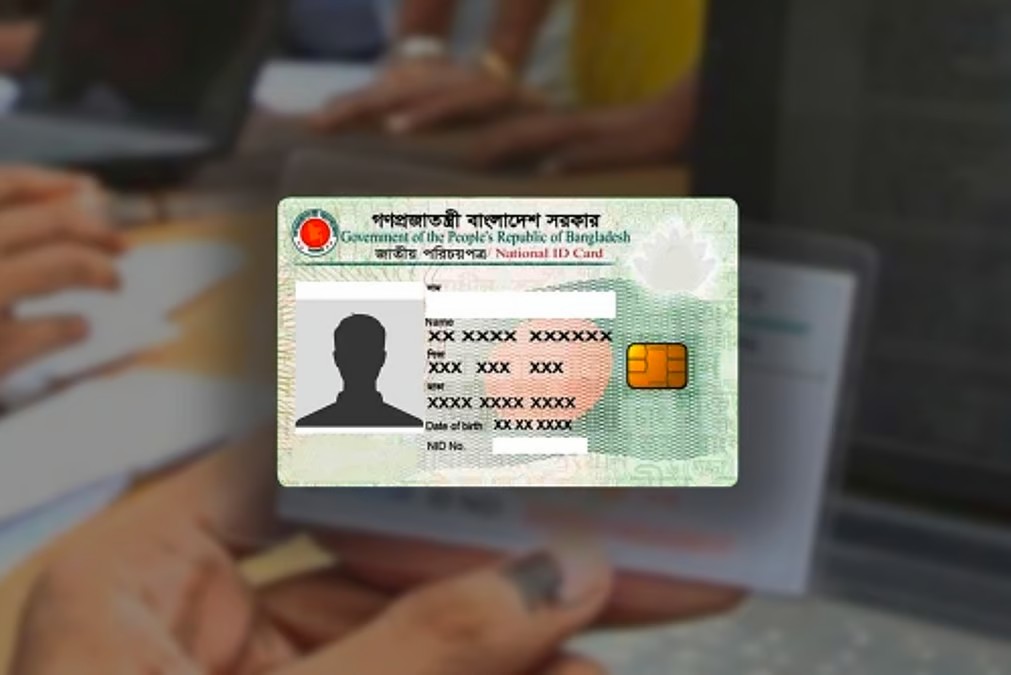 গণপ্রজাতন্ত্রী বাংলাদেশ সরকার
Government of the People's Republic of Bangladesh
জাতীয় পরিচয়পত্র/ National ID Card
নাম
Name
XX XXXX XXXXXX
পিতা
XXX XXX XXX
মাতা
XXXX XXXX XXXX
Date of birth XX XX XXXX
NID No.